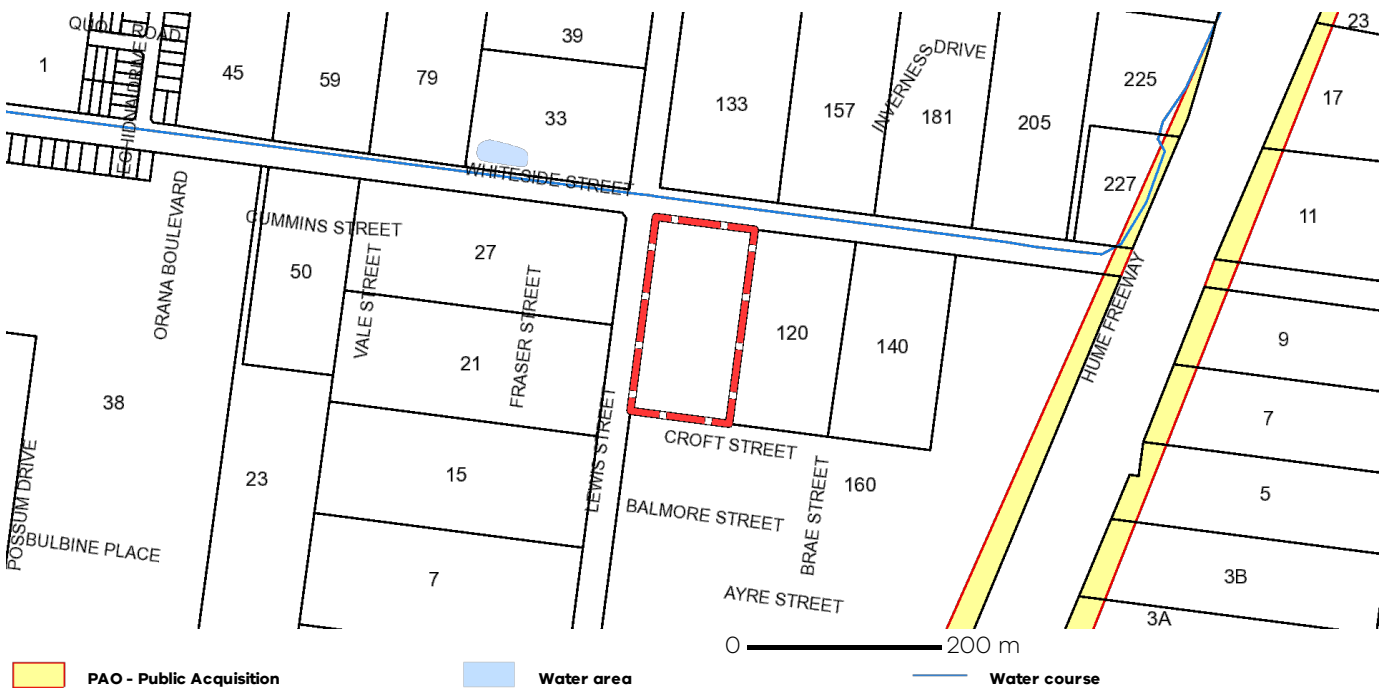 QUOLL ROAD
23
39
INVERNESS DRIVE
1
45
59
79
133
157
181
205
225
17
33
ECHIDNA DRIVE
WHITESIDE STREET
227
11
ORANA BOULEVARD
CUMMINS STREET
27
50
VALE STREET
FRASER STREET
21
120
140
HUME FREEWAY
9
38
7
LEWIS STREET
CROFT STREET
23
15
160
5
POSSUM DRIVE
BULBINE PLACE
BALMORE STREET
BRAE STREET
7
3B
AYRE STREET
3A
0 200 m
PAO - Public Acquisition
Water area
Water course